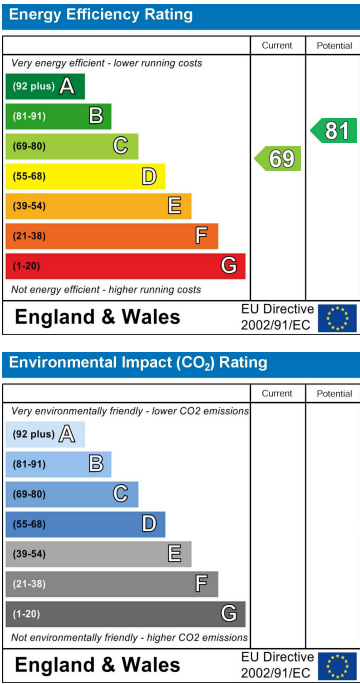 Energy Efficiency Rating
Current Potential
Very energy efficient - lower running costs
(92 plus) A
(81-91) B
(69-80) C
(55-68) D
(39-54) E
(21-38) F
(1-20) G
69
81
Not energy efficient - higher running costs
England & Wales
EU Directive
2002/91/EC
Environmental Impact (CO₂) Rating
Current Potential
Very environmentally friendly - lower CO2 emissions
(92 plus) A
(81-91) B
(69-80) C
(55-68) D
(39-54) E
(21-38) F
(1-20) G
Not environmentally friendly - higher CO2 emissions
England & Wales
EU Directive
2002/91/EC